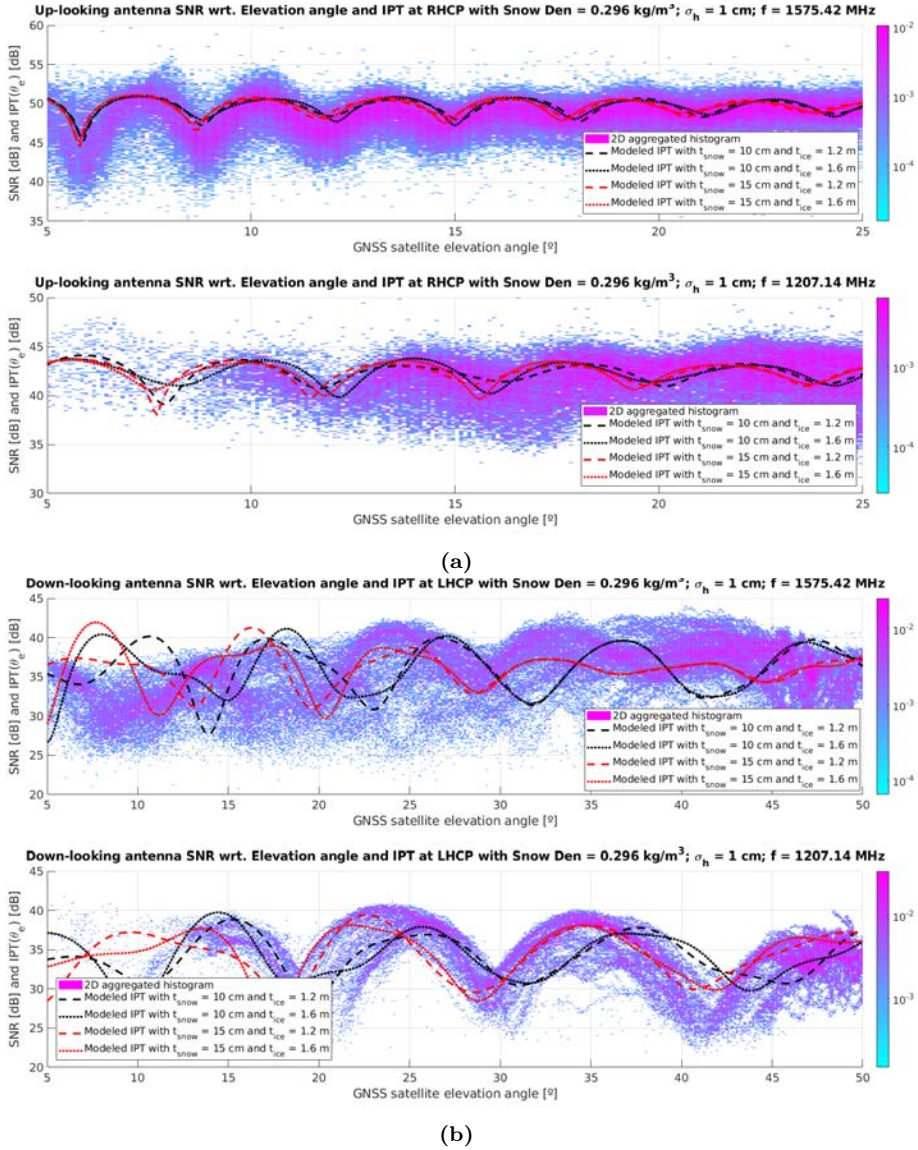 Up-looking antenna SNR wrt. Elevation angle and IPT at RHCP with Snow Den = 0.296 kg/m³; σh = 1 cm; f = 1575.42 MHz
SNR [dB] and IPT(θe) [dB]
60
55
50
45
40
35
5
10
15
20
25
GNSS satellite elevation angle [º]
2D aggregated histogram
Modeled IPT with tsnow = 10 cm and tice = 1.2 m
Modeled IPT with tsnow = 10 cm and tice = 1.6 m
Modeled IPT with tsnow = 15 cm and tice = 1.2 m
Modeled IPT with tsnow = 15 cm and tice = 1.6 m
10-2
10-3
10-4
Up-looking antenna SNR wrt. Elevation angle and IPT at RHCP with Snow Den = 0.296 kg/m³; σh = 1 cm; f = 1207.14 MHz
SNR [dB] and IPT(θe) [dB]
50
45
40
35
30
5
10
15
20
25
GNSS satellite elevation angle [º]
2D aggregated histogram
Modeled IPT with tsnow = 10 cm and tice = 1.2 m
Modeled IPT with tsnow = 10 cm and tice = 1.6 m
Modeled IPT with tsnow = 15 cm and tice = 1.2 m
Modeled IPT with tsnow = 15 cm and tice = 1.6 m
10-3
10-4
(a)
Down-looking antenna SNR wrt. Elevation angle and IPT at LHCP with Snow Den = 0.296 kg/m³; σh = 1 cm; f = 1575.42 MHz
SNR [dB] and IPT(θe) [dB]
45
40
35
30
25
20
5
10
15
20
25
30
35
40
45
50
GNSS satellite elevation angle [º]
2D aggregated histogram
Modeled IPT with tsnow = 10 cm and tice = 1.2 m
Modeled IPT with tsnow = 10 cm and tice = 1.6 m
Modeled IPT with tsnow = 15 cm and tice = 1.2 m
Modeled IPT with tsnow = 15 cm and tice = 1.6 m
10-2
10-3
10-4
Down-looking antenna SNR wrt. Elevation angle and IPT at LHCP with Snow Den = 0.296 kg/m³; σh = 1 cm; f = 1207.14 MHz
SNR [dB] and IPT(θe) [dB]
45
40
35
30
25
20
5
10
15
20
25
30
35
40
45
50
GNSS satellite elevation angle [º]
2D aggregated histogram
Modeled IPT with tsnow = 10 cm and tice = 1.2 m
Modeled IPT with tsnow = 10 cm and tice = 1.6 m
Modeled IPT with tsnow = 15 cm and tice = 1.2 m
Modeled IPT with tsnow = 15 cm and tice = 1.6 m
10-2
10-3
(b)